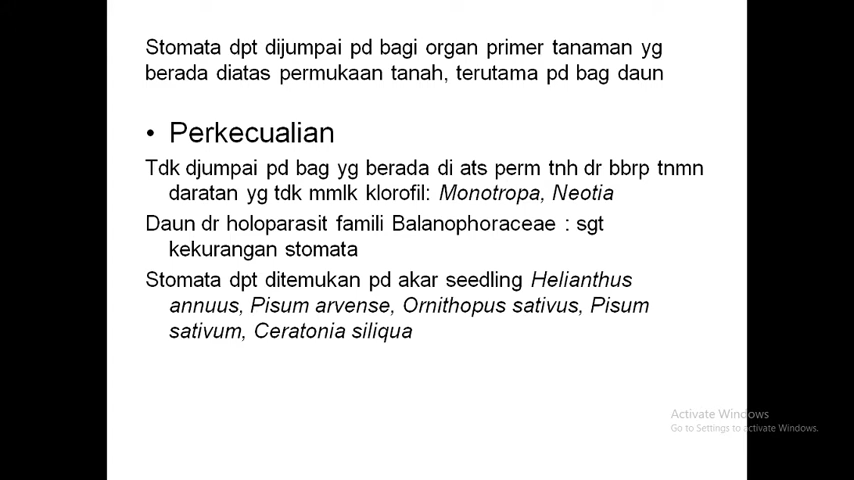 Stomata dpt dijumpai pd bagi organ primer tanaman yg
berada diatas permukaan tanah, terutama pd bag daun
• Perkecualian
Tdk djumpai pd bag yg berada di ats perm tnh dr bbrp tnmn
daratan yg tdk mmlk klorofil: Monotropa, Neotia
Daun dr holoparasit famili Balanophoraceae : sgt
kekurangan stomata
Stomata dpt ditemukan pd akar seedling Helianthus
annuus, Pisum arvense, Ornithopus sativus, Pisum
sativum, Ceratonia siliqua
Activate Windows
Go to Settings to activate Windows.